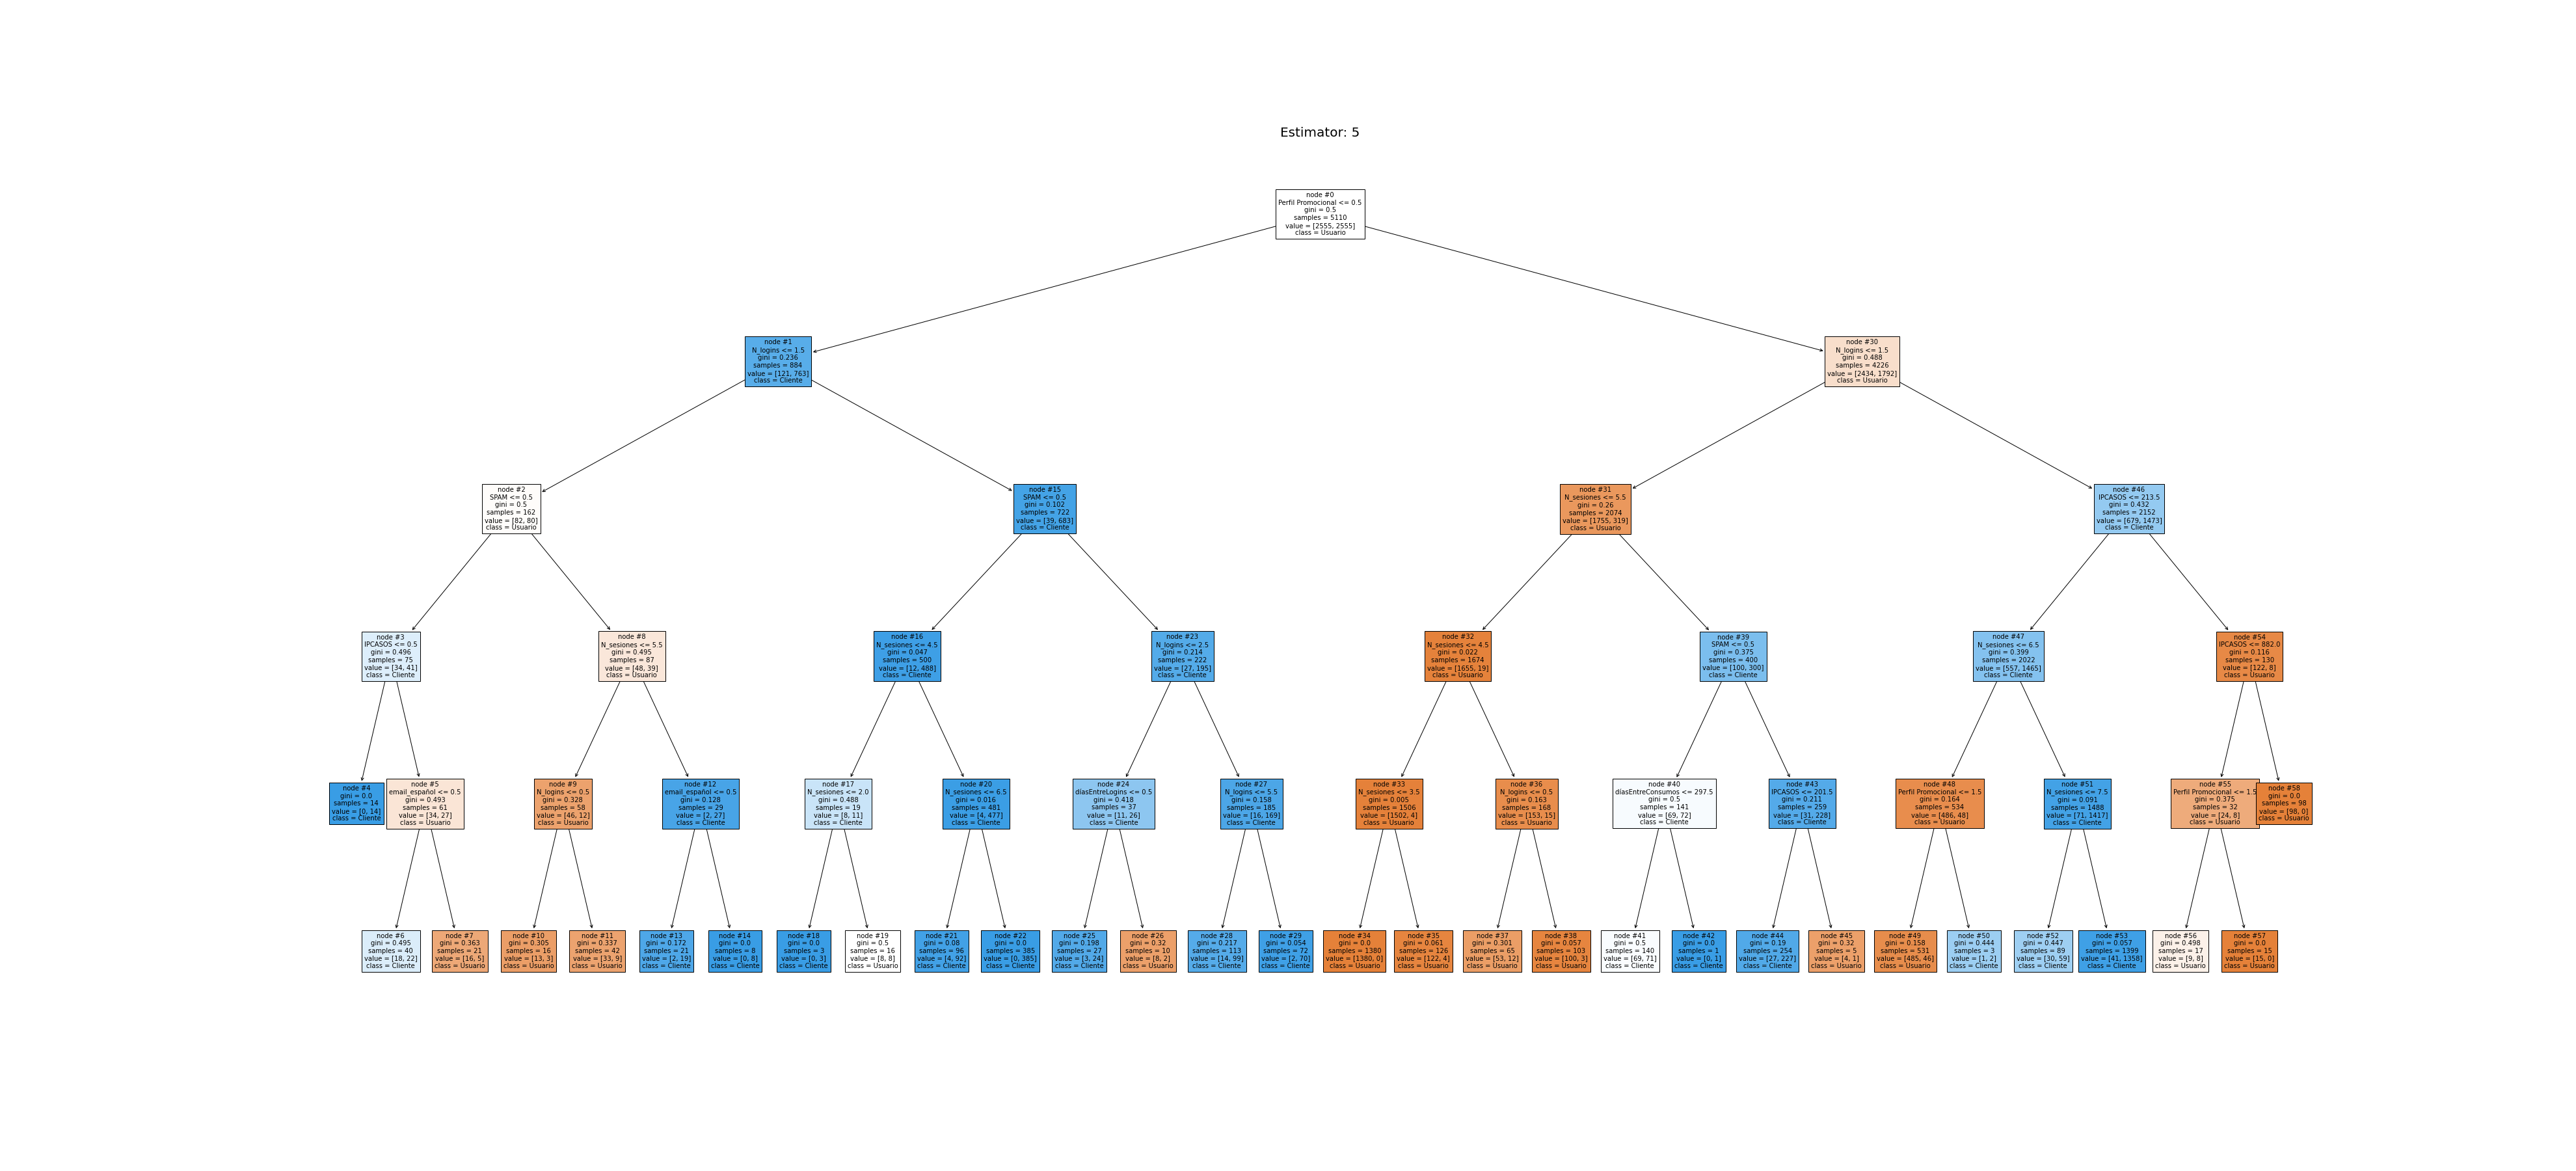 Estimator: 5
node #0
Perfil Promocional <= 0.5
gini = 0.5
samples = 5110
value = [2555, 2555]
class = Usuario
node #1
N_logins <= 1.5
gini = 0.236
samples = 884
value = [121, 763]
class = Cliente
node #30
N_logins <= 1.5
gini = 0.488
samples = 4226
value = [2434, 1792]
class = Usuario
node #2
SPAM <= 0.5
gini = 0.5
samples = 162
value = [82, 80]
class = Usuario
node #15
SPAM <= 0.5
gini = 0.102
samples = 722
value = [39, 683]
class = Cliente
node #31
N_sesiones <= 5.5
gini = 0.26
samples = 2074
value = [1755, 319]
class = Usuario
node #46
IPCASOS <= 213.5
gini = 0.432
samples = 2152
value = [679, 1473]
class = Cliente
node #3
IPCASOS <= 0.5
gini = 0.496
samples = 75
value = [34, 41]
class = Cliente
node #8
N_sesiones <= 5.5
gini = 0.495
samples = 87
value = [48, 39]
class = Usuario
node #16
N_sesiones <= 4.5
gini = 0.047
samples = 500
value = [12, 488]
class = Cliente
node #23
N_logins <= 2.5
gini = 0.214
samples = 222
value = [27, 195]
class = Cliente
node #32
N_sesiones <= 4.5
gini = 0.022
samples = 1674
value = [1655, 19]
class = Usuario
node #39
SPAM <= 0.5
gini = 0.375
samples = 400
value = [100, 300]
class = Cliente
node #47
N_sesiones <= 6.5
gini = 0.399
samples = 2022
value = [557, 1465]
class = Cliente
node #54
IPCASOS <= 882.0
gini = 0.116
samples = 130
value = [122, 8]
class = Usuario
node #4
gini = 0.0
samples = 14
value = [0, 14]
class = Cliente
node #5
email_español <= 0.5
gini = 0.493
samples = 61
value = [34, 27]
class = Usuario
node #9
N_logins <= 0.5
gini = 0.328
samples = 58
value = [46, 12]
class = Usuario
node #12
email_español <= 0.5
gini = 0.128
samples = 29
value = [2, 27]
class = Cliente
node #17
N_sesiones <= 2.0
gini = 0.488
samples = 19
value = [8, 11]
class = Cliente
node #20
N_sesiones <= 6.5
gini = 0.016
samples = 481
value = [4, 477]
class = Cliente
node #24
díasEntreLogins <= 0.5
gini = 0.418
samples = 37
value = [11, 26]
class = Cliente
node #27
N_logins <= 5.5
gini = 0.158
samples = 185
value = [16, 169]
class = Cliente
node #33
N_sesiones <= 3.5
gini = 0.005
samples = 1506
value = [1502, 4]
class = Usuario
node #36
N_logins <= 0.5
gini = 0.163
samples = 168
value = [153, 15]
class = Usuario
node #40
díasEntreConsumos <= 297.5
gini = 0.5
samples = 141
value = [69, 72]
class = Cliente
node #43
IPCASOS <= 201.5
gini = 0.211
samples = 259
value = [31, 228]
class = Cliente
node #48
Perfil Promocional <= 1.5
gini = 0.164
samples = 534
value = [486, 48]
class = Usuario
node #51
N_sesiones <= 7.5
gini = 0.091
samples = 1488
value = [71, 1417]
class = Cliente
node #55
Perfil Promocional <= 1.5
gini = 0.375
samples = 32
value = [24, 8]
class = Usuario
node #58
gini = 0.0
samples = 98
value = [98, 0]
class = Usuario
node #6
gini = 0.495
samples = 40
value = [18, 22]
class = Cliente
node #7
gini = 0.363
samples = 21
value = [16, 5]
class = Usuario
node #10
gini = 0.305
samples = 16
value = [13, 3]
class = Usuario
node #11
gini = 0.337
samples = 42
value = [33, 9]
class = Usuario
node #13
gini = 0.172
samples = 21
value = [2, 19]
class = Cliente
node #14
gini = 0.0
samples = 8
value = [0, 8]
class = Cliente
node #18
gini = 0.0
samples = 3
value = [0, 3]
class = Cliente
node #19
gini = 0.5
samples = 16
value = [8, 8]
class = Usuario
node #21
gini = 0.08
samples = 96
value = [4, 92]
class = Cliente
node #22
gini = 0.0
samples = 385
value = [0, 385]
class = Cliente
node #25
gini = 0.198
samples = 27
value = [3, 24]
class = Cliente
node #26
gini = 0.32
samples = 10
value = [8, 2]
class = Usuario
node #28
gini = 0.217
samples = 113
value = [14, 99]
class = Cliente
node #29
gini = 0.054
samples = 72
value = [2, 70]
class = Cliente
node #34
gini = 0.0
samples = 1380
value = [1380, 0]
class = Usuario
node #35
gini = 0.061
samples = 126
value = [122, 4]
class = Usuario
node #37
gini = 0.301
samples = 65
value = [53, 12]
class = Usuario
node #38
gini = 0.057
samples = 103
value = [100, 3]
class = Usuario
node #41
gini = 0.5
samples = 140
value = [69, 71]
class = Cliente
node #42
gini = 0.0
samples = 1
value = [0, 1]
class = Cliente
node #44
gini = 0.19
samples = 254
value = [27, 227]
class = Cliente
node #45
gini = 0.32
samples = 5
value = [4, 1]
class = Usuario
node #49
gini = 0.158
samples = 531
value = [485, 46]
class = Usuario
node #50
gini = 0.444
samples = 3
value = [1, 2]
class = Cliente
node #52
gini = 0.447
samples = 89
value = [30, 59]
class = Cliente
node #53
gini = 0.057
samples = 1399
value = [41, 1358]
class = Cliente
node #56
gini = 0.498
samples = 17
value = [9, 8]
class = Usuario
node #57
gini = 0.0
samples = 15
value = [15, 0]
class = Usuario